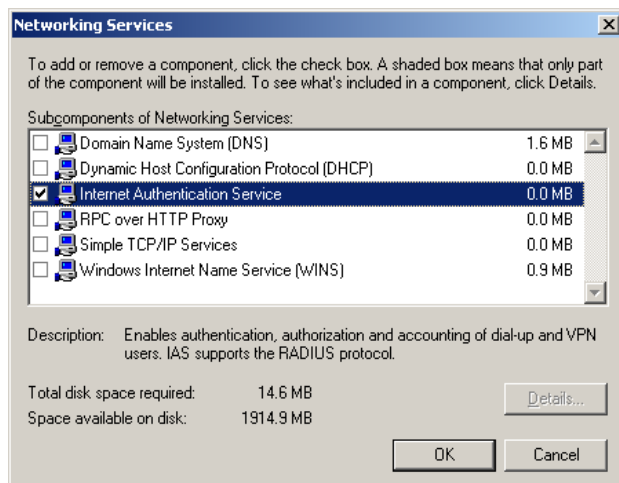 Networking Services
To add or remove a component, click the check box. A shaded box means that only part
of the component will be installed. To see what's included in a component, click Details.
Subcomponents of Networking Services:
Domain Name System (DNS) 1.6 MB
Dynamic Host Configuration Protocol (DHCP) 0.0 MB
Internet Authentication Service 0.0 MB
RPC over HTTP Proxy 0.0 MB
Simple TCP/IP Services 0.0 MB
Windows Internet Name Service (WINS) 0.9 MB
Description: Enables authentication, authorization and accounting of dial-up and VPN
users. IAS supports the RADIUS protocol.
Total disk space required: 14.6 MB
Details...
Space available on disk: 1914.9 MB
OK Cancel